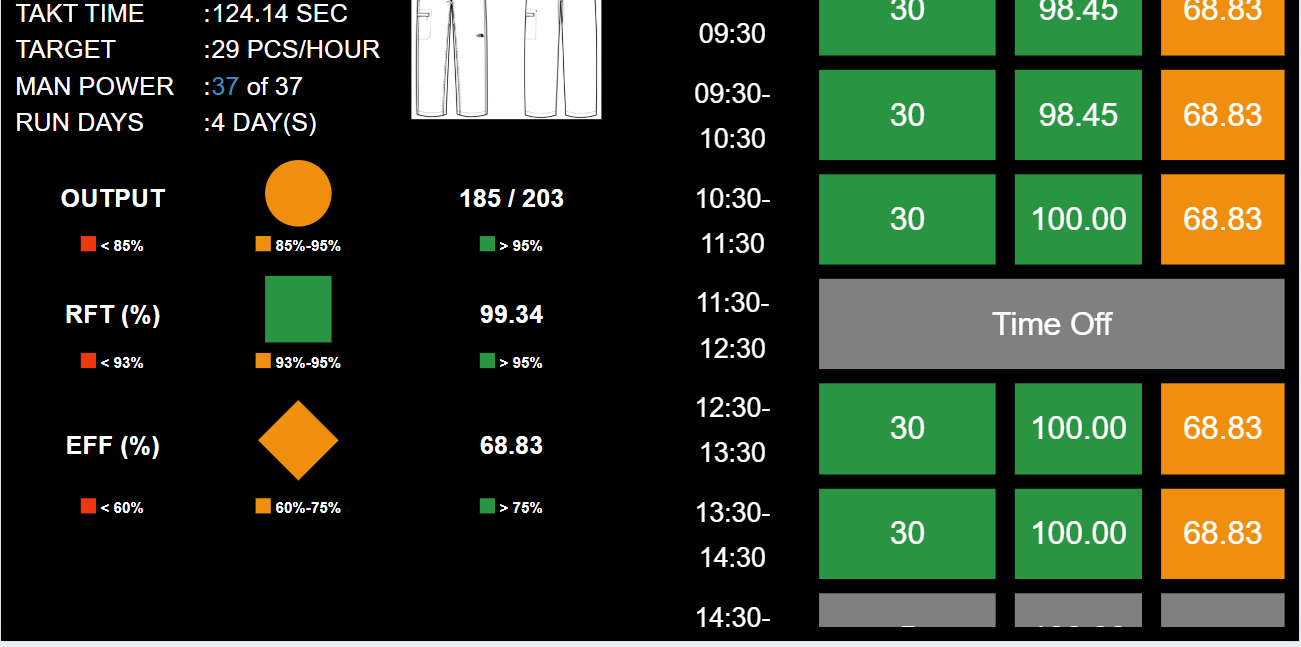 TAKT TIME :124.14 SEC
TARGET :29 PCS/HOUR
MAN POWER :37 of 37
RUN DAYS :4 DAY(S)
OUTPUT 185 / 203
< 85% 85%-95% > 95%
RFT (%) 99.34
< 93% 93%-95% > 95%
EFF (%) 68.83
< 60% 60%-75% > 75%
30 98.45 68.83
09:30
09:30-
30 98.45 68.83
10:30
10:30-
30 100.00 68.83
11:30
11:30-
Time Off
12:30
12:30-
30 100.00 68.83
13:30
13:30-
30 100.00 68.83
14:30
14:30-